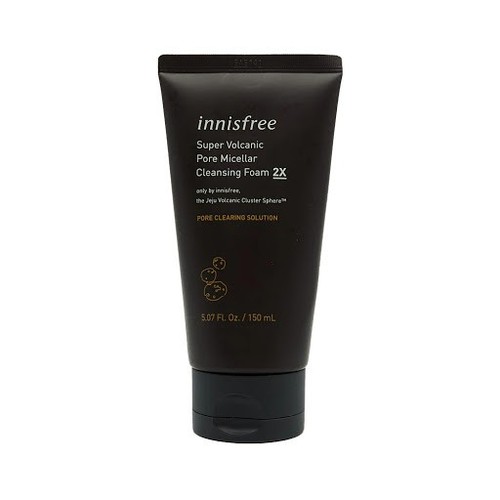 innisfree
Super Volcanic
Pore Micellar
Cleansing Foam 2X
only by innisfree,
the Jeju Volcanic Cluster Sphere™
PORE CLEARING SOLUTION
5.07 Fl. Oz. / 150 mL